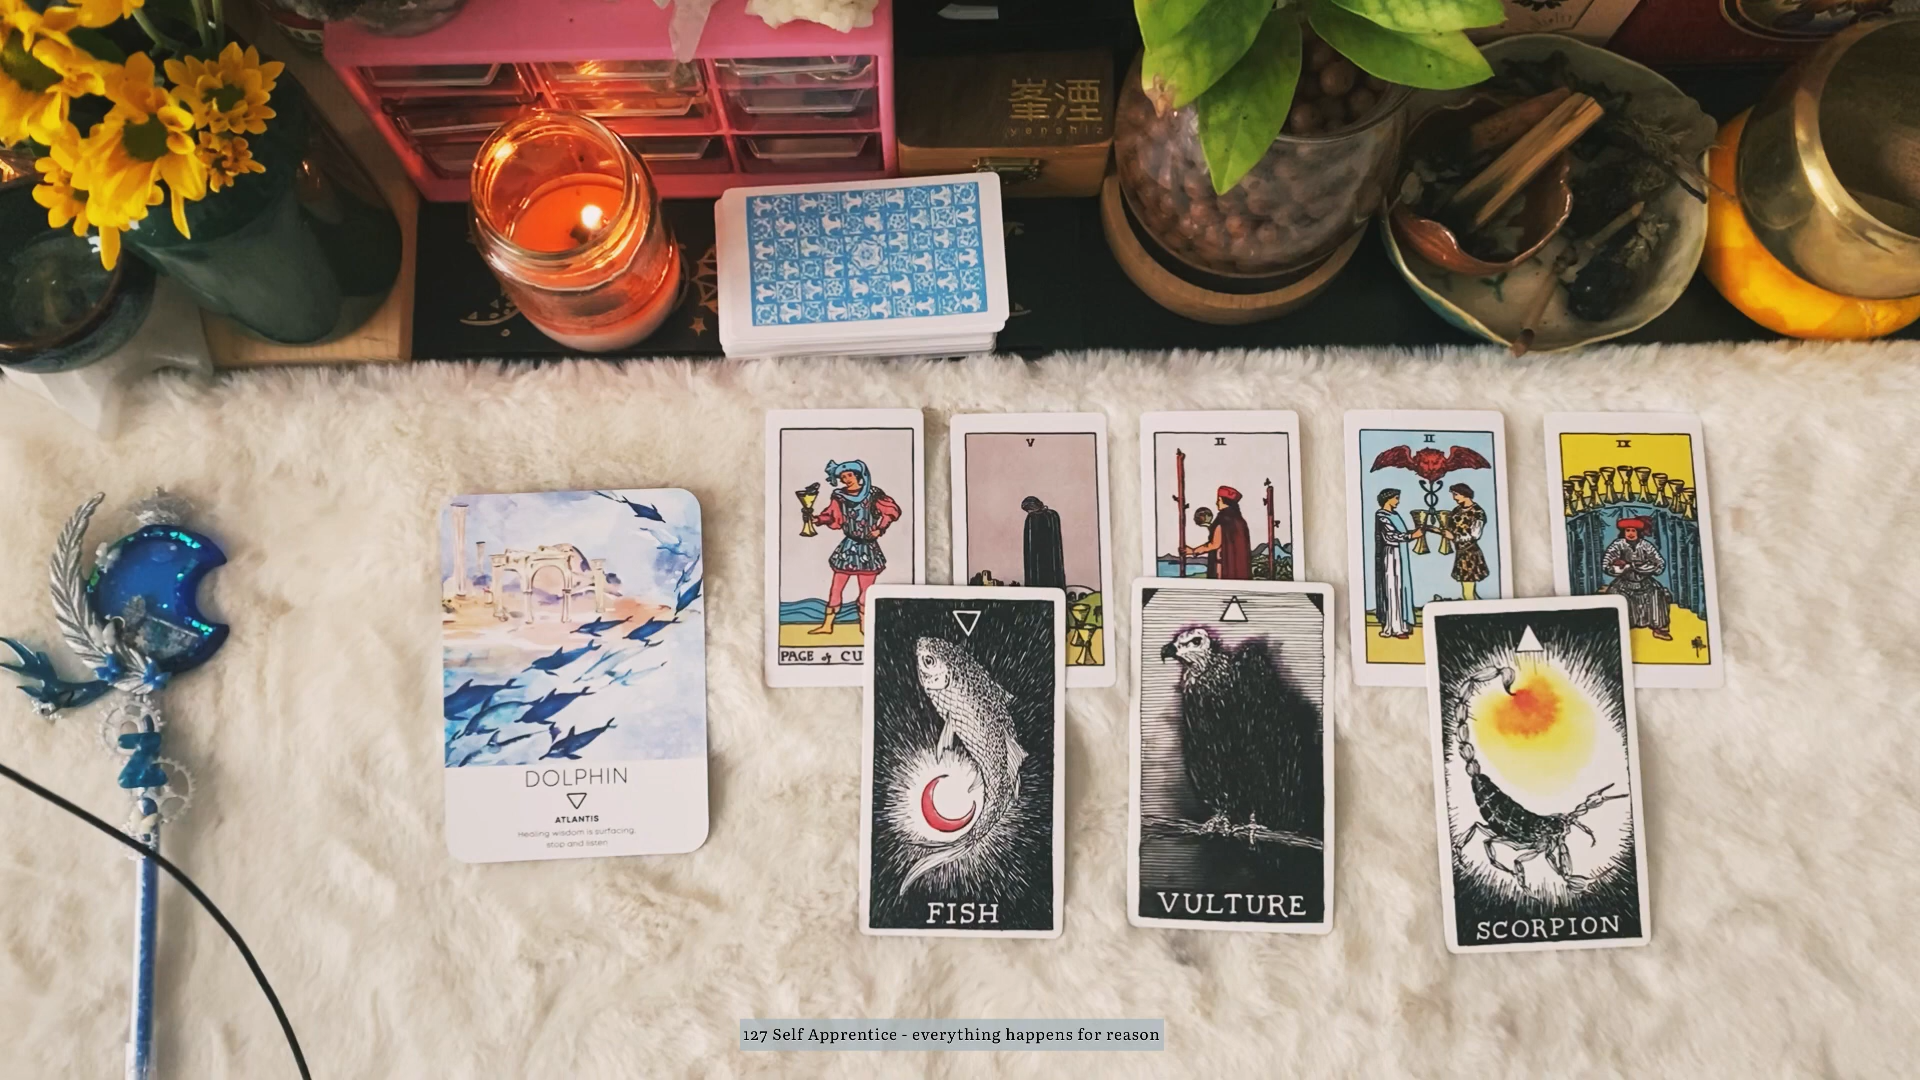 峯湮
yenshiz
V
II
II
IX
PAGE of CU
DOLPHIN
ATLANTIS
Healing wisdom is surfacing,
stop and listen
FISH
VULTURE
SCORPION
127 Self Apprentice - everything happens for reason